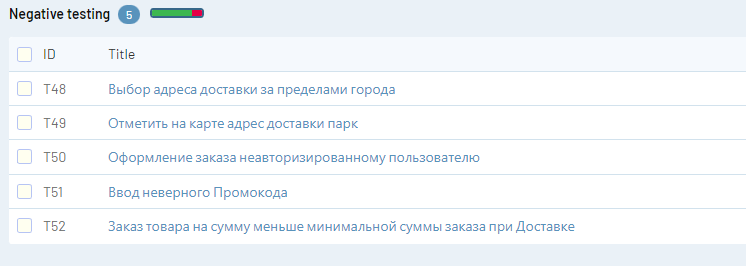 Negative testing 5
ID Title
T48 Выбор адреса доставки за пределами города
T49 Отметить на карте адрес доставки парк
T50 Оформление заказа неавторизированному пользователю
T51 Ввод неверного Промокода
T52 Заказ товара на сумму меньше минимальной суммы заказа при Доставке